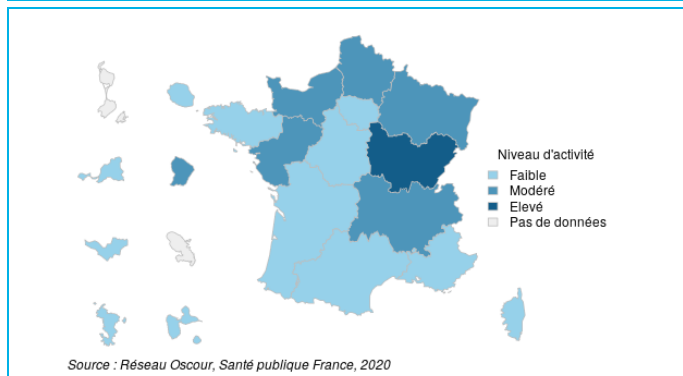 Niveau d'activité
Faible
Modéré
Elevé
Pas de données
Source : Réseau Oscour, Santé publique France, 2020